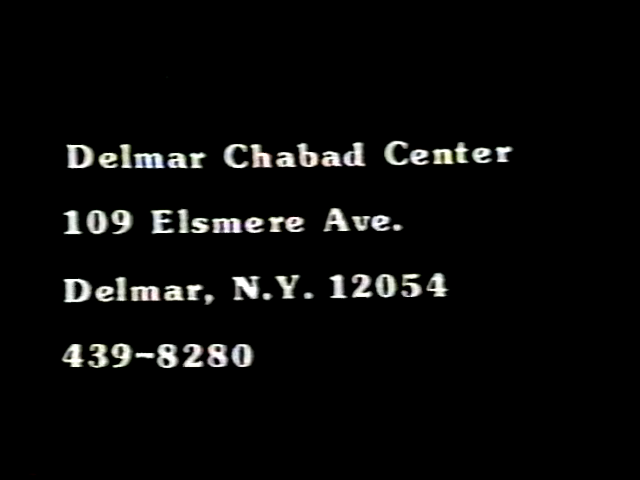 Delmar Chabad Center
109 Elsmere Ave.
Delmar, N.Y. 12054
439-8280